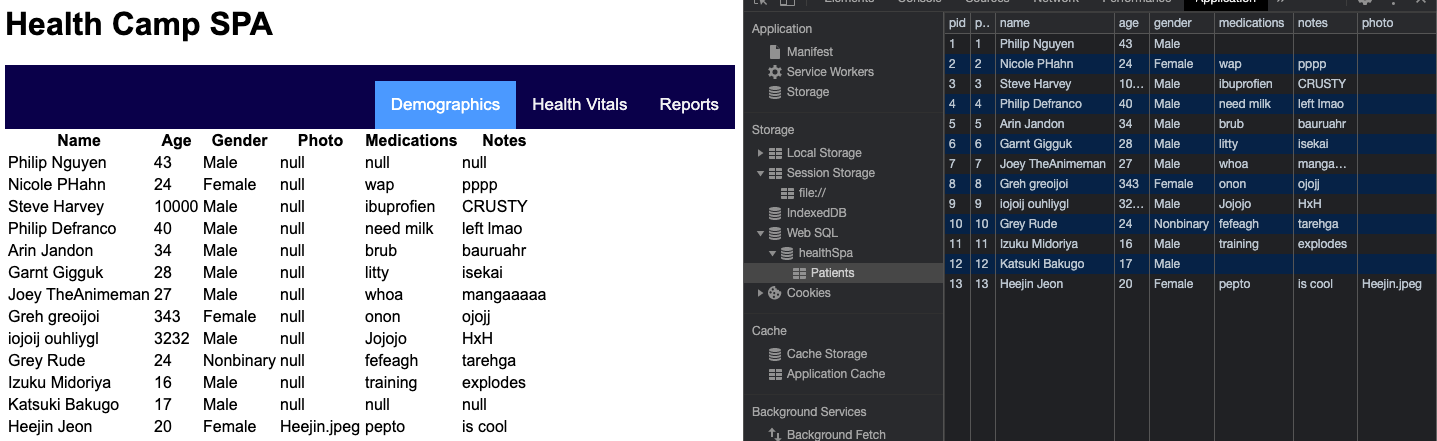 Health Camp SPA
Demographics Health Vitals Reports
Name Age Gender Photo Medications Notes
Philip Nguyen 43 Male null null null
Nicole PHahn 24 Female null wap pppp
Steve Harvey 10000 Male null ibuprofien CRUSTY
Philip Defranco 40 Male null need milk left lmao
Arin Jandon 34 Male null brub bauruahr
Garnt Gigguk 28 Male null litty isekai
Joey TheAnimeman 27 Male null whoa mangaaaaa
Greh greoijoi 343 Female null onon ojojj
iojoij ouhliygl 3232 Male null Jojojo HxH
Grey Rude 24 Nonbinary null fefeagh tarehga
Izuku Midoriya 16 Male null training explodes
Katsuki Bakugo 17 Male null null null
Heejin Jeon 20 Female Heejin.jpeg pepto is cool
Elements Console Sources Network Performance Application »
Application
Manifest
Service Workers
Storage
Storage
Local Storage
Session Storage
file://
IndexedDB
Web SQL
healthSpa
Patients
Cookies
Cache
Cache Storage
Application Cache
Background Services
Background Fetch
pid p.. name age gender medications notes photo
1 1 Philip Nguyen 43 Male
2 2 Nicole PHahn 24 Female wap pppp
3 3 Steve Harvey 10... Male ibuprofien CRUSTY
4 4 Philip Defranco 40 Male need milk left lmao
5 5 Arin Jandon 34 Male brub bauruahr
6 6 Garnt Gigguk 28 Male litty isekai
7 7 Joey TheAnimeman 27 Male whoa manga...
8 8 Greh greoijoi 343 Female onon ojojj
9 9 iojoij ouhliygl 32... Male Jojojo HxH
10 10 Grey Rude 24 Nonbinary fefeagh tarehga
11 11 Izuku Midoriya 16 Male training explodes
12 12 Katsuki Bakugo 17 Male
13 13 Heejin Jeon 20 Female pepto is cool Heejin.jpeg